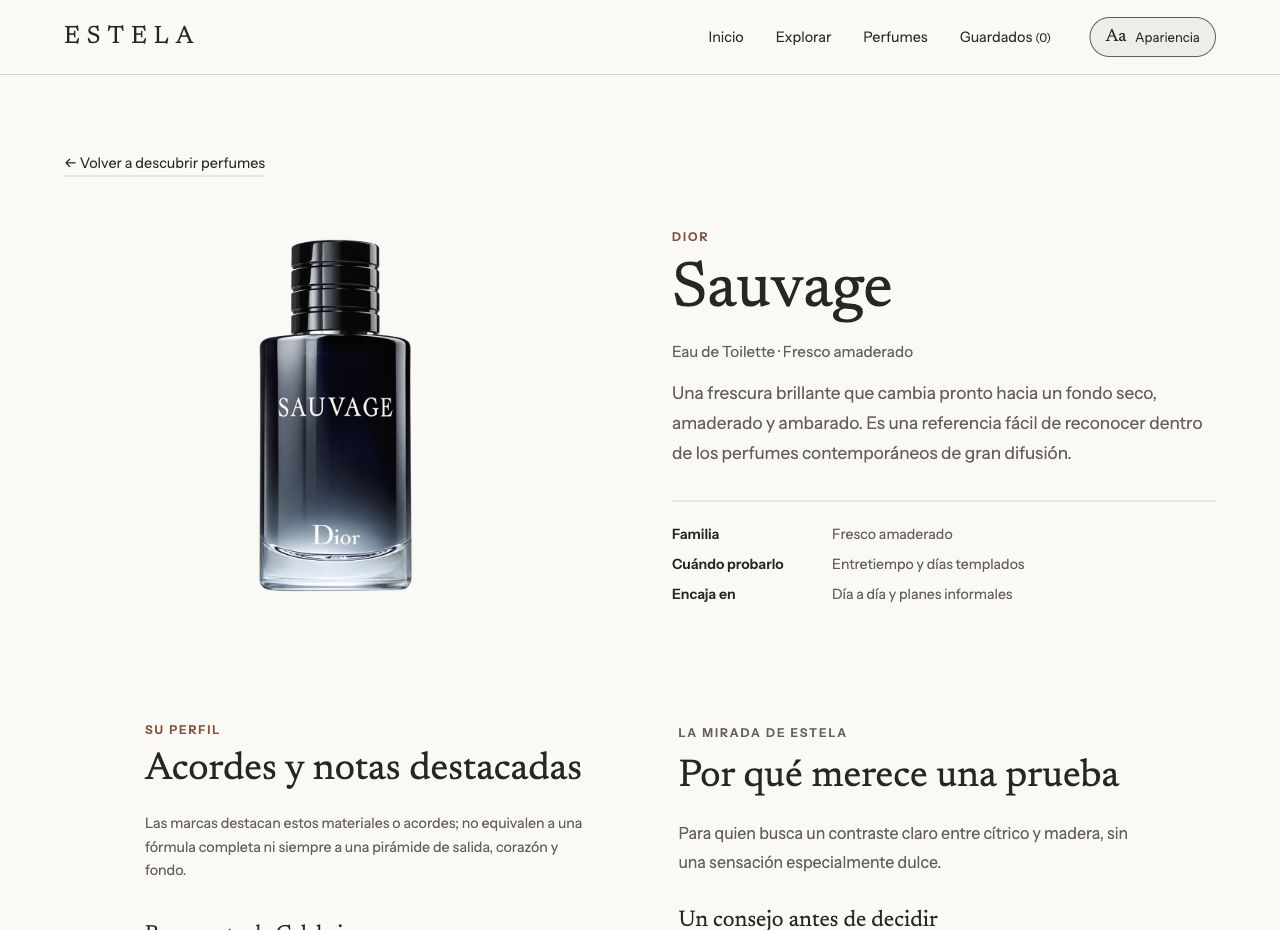 ESTELA
Inicio
Explorar
Perfumes
Guardados (0)
Aa Apariencia
← Volver a descubrir perfumes
SAUVAGE
Dior
DIOR
Sauvage
Eau de Toilette · Fresco amaderado
Una frescura brillante que cambia pronto hacia un fondo seco,
amaderado y ambarado. Es una referencia fácil de reconocer dentro
de los perfumes contemporáneos de gran difusión.
Familia Fresco amaderado
Cuándo probarlo Entretiempo y días templados
Encaja en Día a día y planes informales
SU PERFIL
Acordes y notas destacadas
Las marcas destacan estos materiales o acordes; no equivalen a una
fórmula completa ni siempre a una pirámide de salida, corazón y
fondo.
LA MIRADA DE ESTELA
Por qué merece una prueba
Para quien busca un contraste claro entre cítrico y madera, sin
una sensación especialmente dulce.
Un consejo antes de decidir